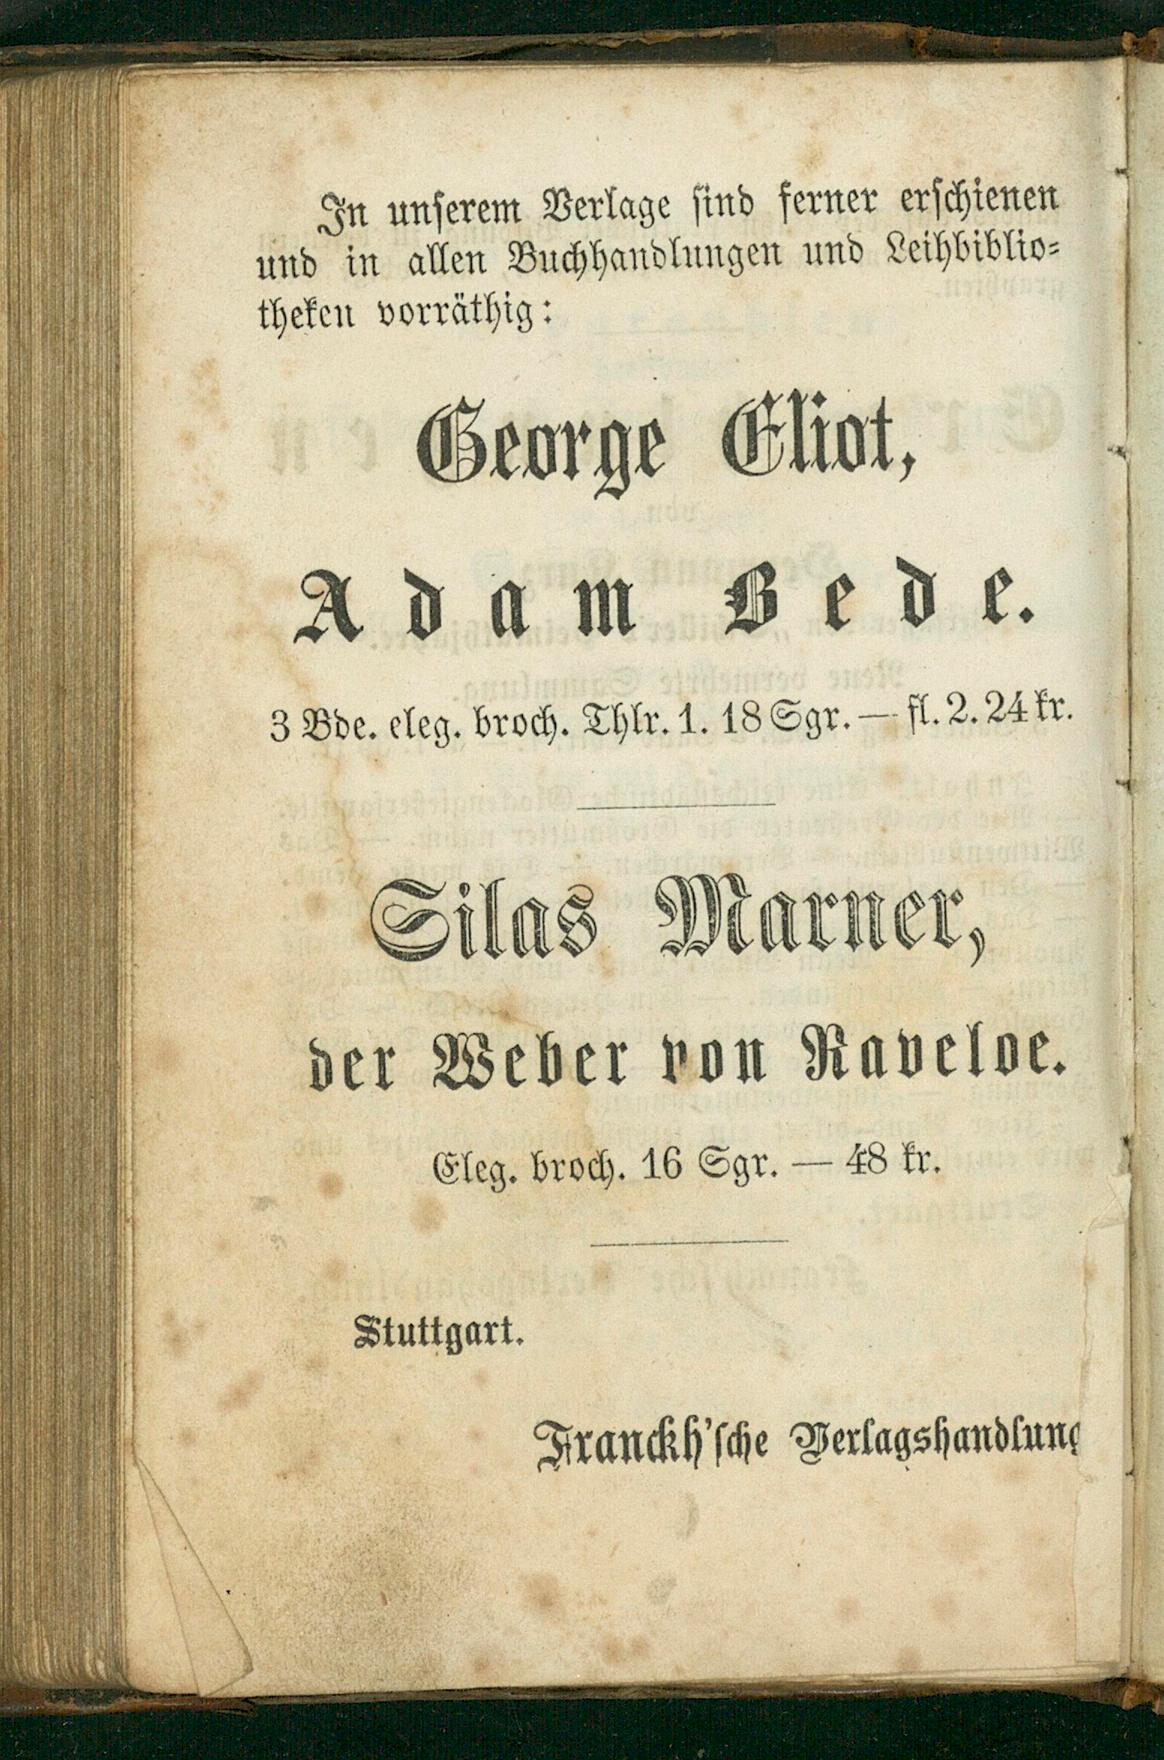 In unserem Verlage sind ferner erschienen
und in allen Buchhandlungen und Leihbiblio=
theken vorräthig:
George Eliot,
Adam Bede.
3 Bde. eleg. broch. Thlr. 1. 18 Sgr. — fl. 2. 24 kr.
Silas Marner,
der Weber von Raveloe.
Eleg. broch. 16 Sgr. — 48 kr.
Stuttgart.
Franckh'sche Verlagshandlung